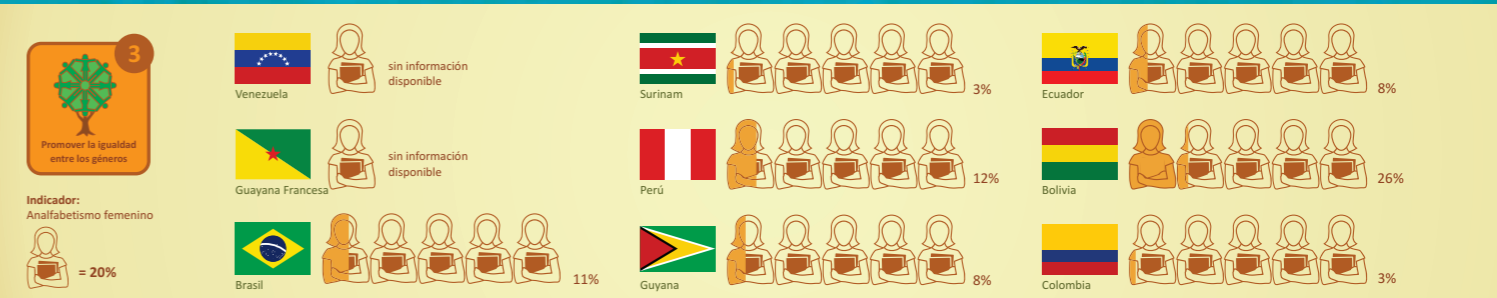 3
Promover la igualdad
entre los géneros
Indicador:
Analfabetismo femenino
= 20%
Venezuela
sin información
disponible
Guayana Francesa
sin información
disponible
Brasil
11%
Surinam
3%
Perú
12%
Guyana
8%
Ecuador
8%
Bolivia
26%
Colombia
3%